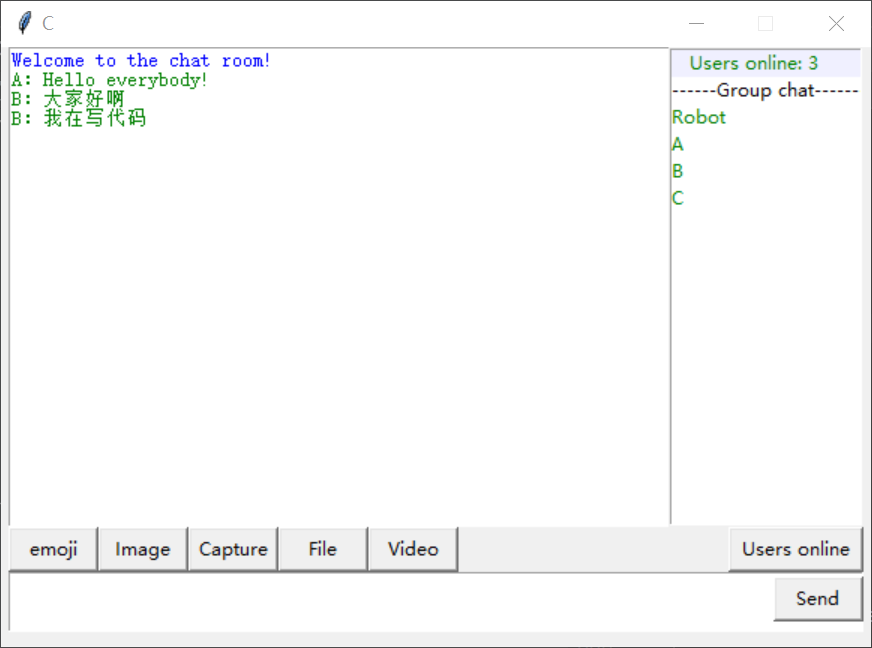 C
Welcome to the chat room!
A: Hello everybody!
B: 大家好啊
B: 我在写代码
Users online: 3
------Group chat------
Robot
A
B
C
emoji
Image
Capture
File
Video
Users online
Send